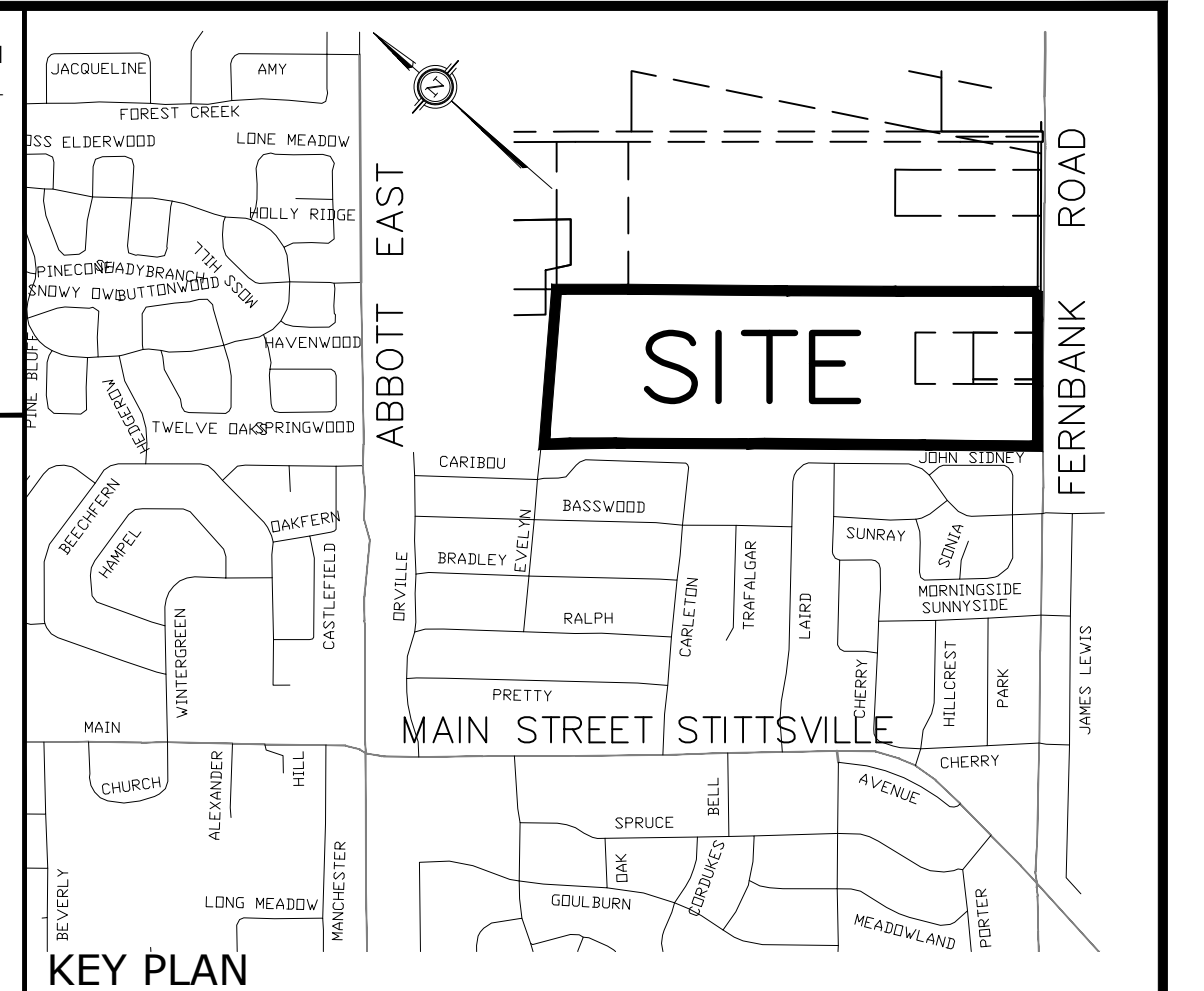 JACQUELINE
AMY
FOREST CREEK
OSS ELDERWOOD
LONE MEADOW
HOLLY RIDGE
MOSS HILL
PINECONE
SHADYBRANCH
SNOWY OWL
BUTTONWOOD
PINE BLUFF
HAVENWOOD
HEDGEROW
TWELVE OAKS
SPRINGWOOD
N
ABBOTT EAST
FERNBANK ROAD
SITE
JOHN SIDNEY
CARIBOU
BASSWOOD
EVELYN
BRADLEY
ORVILLE
RALPH
CARLETON
TRAFALGAR
LAIRD
SUNRAY
SONIA
MORNINGSIDE
SUNNYSIDE
CHERRY
HILLCREST
PARK
JAMES LEWIS
BEECHFERN
HAMPEL
OAKFERN
CASTLEFIELD
WINTERGREEN
PRETTY
MAIN STREET STITTSVILLE
MAIN
CHURCH
ALEXANDER
HILL
CHERRY
AVENUE
BELL
SPRUCE
OAK
CORDUKES
GOULBURN
MEADOWLAND
PORTER
BEVERLY
LONG MEADOW
MANCHESTER
KEY PLAN